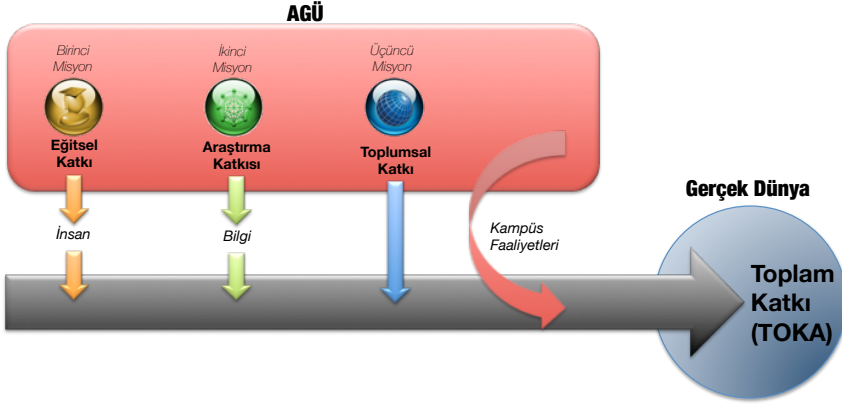 AGÜ
Birinci
Misyon
Eğitsel
Katkı
İnsan
İkinci
Misyon
Araştırma
Katkısı
Bilgi
Üçüncü
Misyon
Toplumsal
Katkı
Kampüs
Faaliyetleri
Gerçek Dünya
Toplam
Katkı
(TOKA)